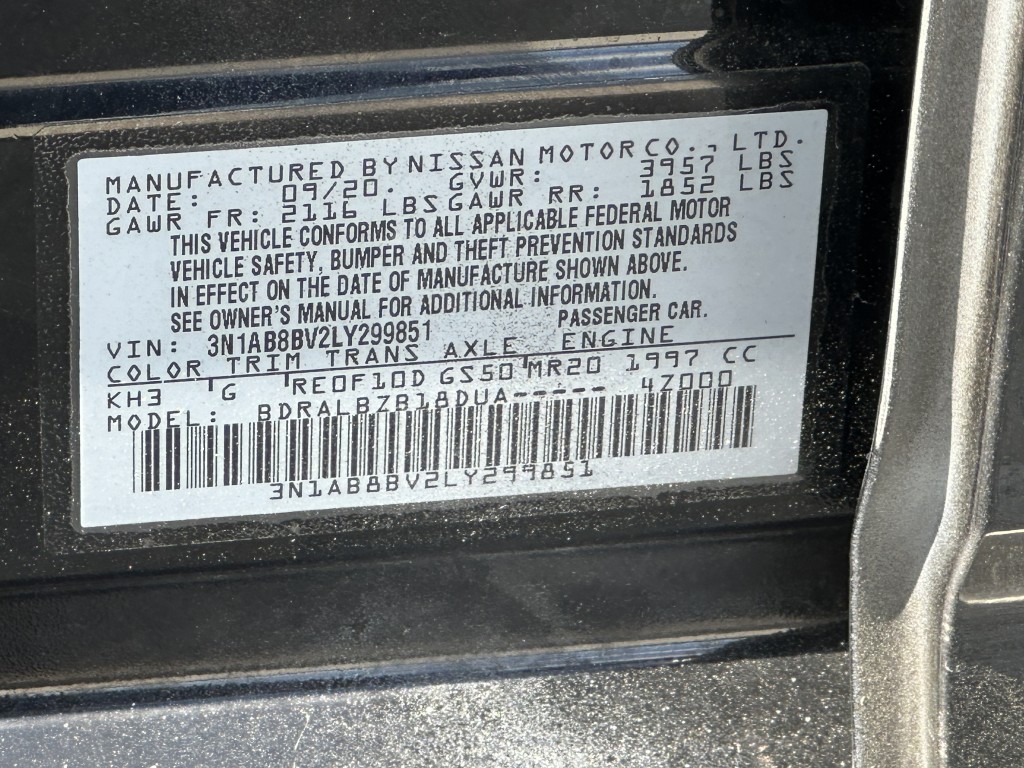 MANUFACTURED BY NISSAN MOTOR CO., LTD.
DATE: 09/20. GVWR: 3957 LBS
GAWR FR: 2116 LBS GAWR RR: 1852 LBS
THIS VEHICLE CONFORMS TO ALL APPLICABLE FEDERAL MOTOR
VEHICLE SAFETY, BUMPER AND THEFT PREVENTION STANDARDS
IN EFFECT ON THE DATE OF MANUFACTURE SHOWN ABOVE.
SEE OWNER'S MANUAL FOR ADDITIONAL INFORMATION.
VIN: 3N1AB8BV2LY299851 PASSENGER CAR.
COLOR TRIM TRANS AXLE ENGINE
KH3 G RE0F10D GS50 MR20 1997 CC
MODEL: BDRALBZB18DUA----- 4Z000
3N1AB8BV2LY299851